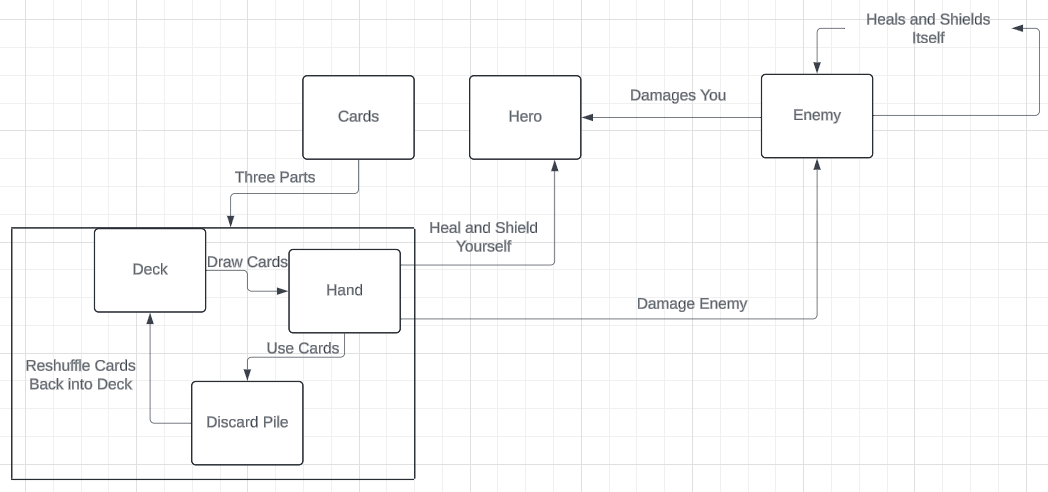 Heals and Shields
Itself
Damages You
Cards
Hero
Enemy
Three Parts
Heal and Shield
Yourself
Deck
Draw Cards
Hand
Damage Enemy
Use Cards
Reshuffle Cards
Back into Deck
Discard Pile